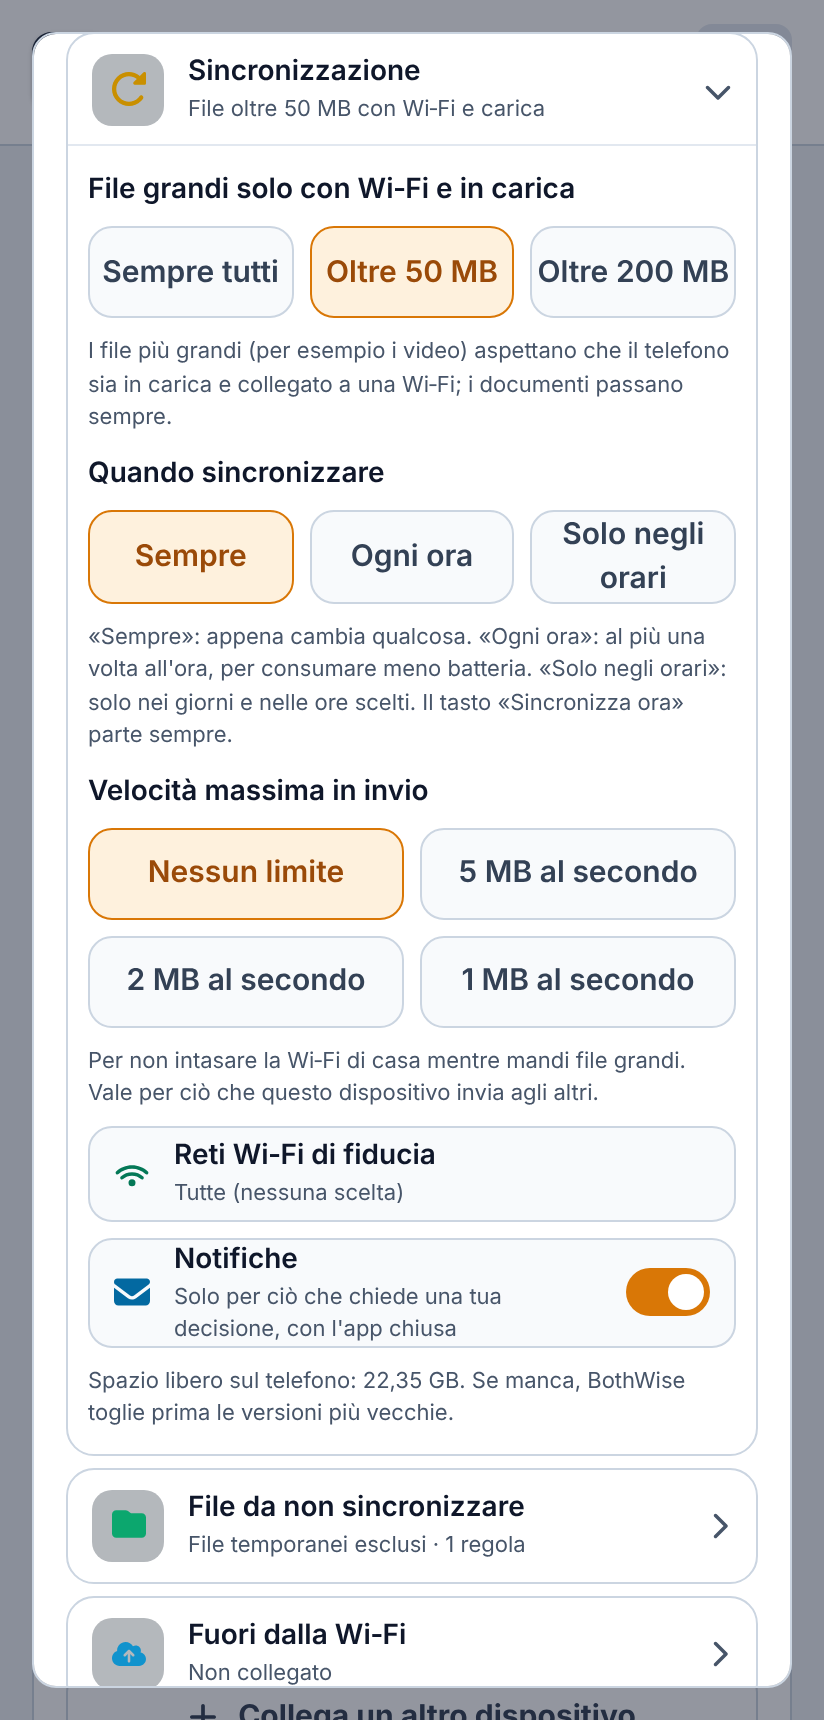 Sincronizzazione
File oltre 50 MB con Wi-Fi e carica
File grandi solo con Wi-Fi e in carica
Sempre tutti
Oltre 50 MB
Oltre 200 MB
I file più grandi (per esempio i video) aspettano che il telefono
sia in carica e collegato a una Wi-Fi; i documenti passano
sempre.
Quando sincronizzare
Sempre
Ogni ora
Solo negli
orari
«Sempre»: appena cambia qualcosa. «Ogni ora»: al più una
volta all'ora, per consumare meno batteria. «Solo negli orari»:
solo nei giorni e nelle ore scelti. Il tasto «Sincronizza ora»
parte sempre.
Velocità massima in invio
Nessun limite
5 MB al secondo
2 MB al secondo
1 MB al secondo
Per non intasare la Wi-Fi di casa mentre mandi file grandi.
Vale per ciò che questo dispositivo invia agli altri.
Reti Wi-Fi di fiducia
Tutte (nessuna scelta)
Notifiche
Solo per ciò che chiede una tua
decisione, con l'app chiusa
Spazio libero sul telefono: 22,35 GB. Se manca, BothWise
toglie prima le versioni più vecchie.
File da non sincronizzare
File temporanei esclusi · 1 regola
Fuori dalla Wi-Fi
Non collegato
Collega un altro dispositivo